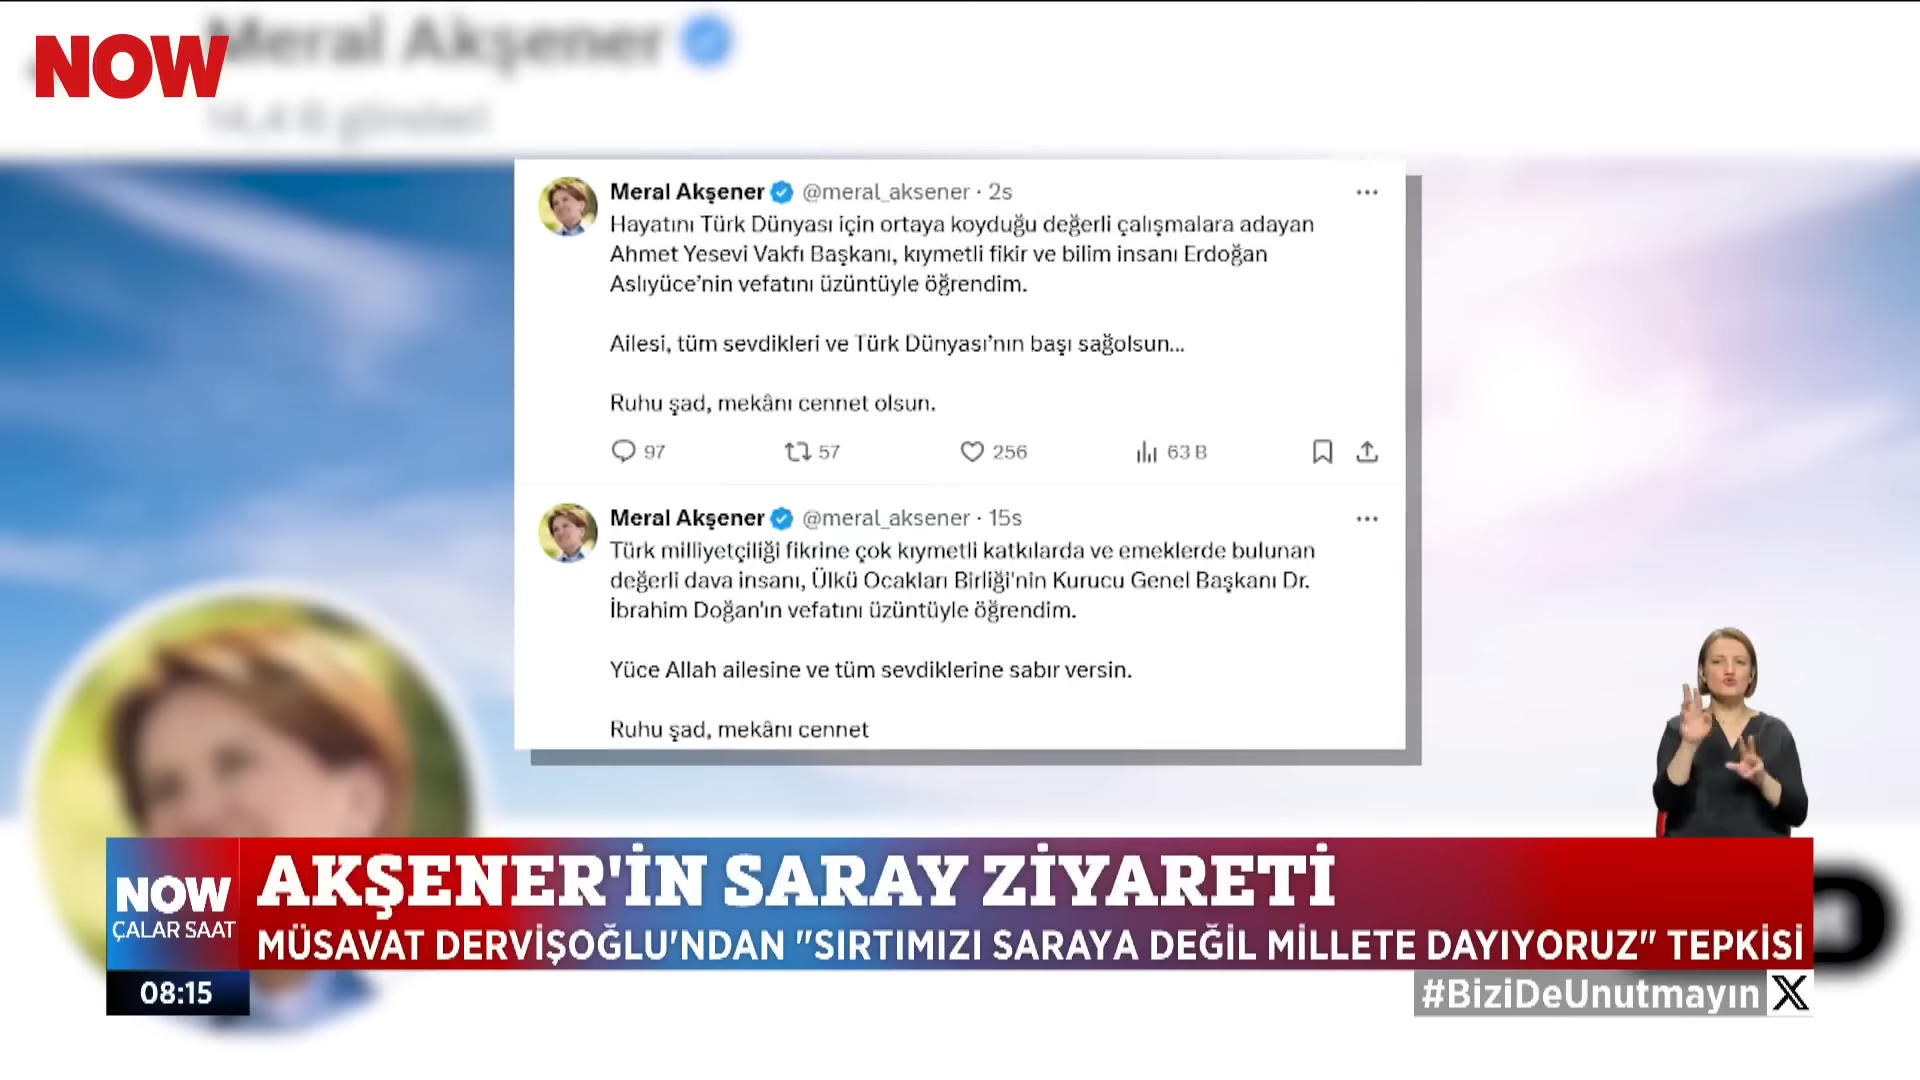 NOW
Meral Akşener
14,4 B gönderi
Meral Akşener @meral_aksener · 2s
Hayatını Türk Dünyası için ortaya koyduğu değerli çalışmalara adayan
Ahmet Yesevi Vakfı Başkanı, kıymetli fikir ve bilim insanı Erdoğan
Aslıyüce’nin vefatını üzüntüyle öğrendim.
Ailesi, tüm sevdikleri ve Türk Dünyası’nın başı sağolsun...
Ruhu şad, mekânı cennet olsun.
97 57 256 63 B
Meral Akşener @meral_aksener · 15s
Türk milliyetçiliği fikrine çok kıymetli katkılarda ve emeklerde bulunan
değerli dava insanı, Ülkü Ocakları Birliği'nin Kurucu Genel Başkanı Dr.
İbrahim Doğan'ın vefatını üzüntüyle öğrendim.
Yüce Allah ailesine ve tüm sevdiklerine sabır versin.
Ruhu şad, mekânı cennet
NOW
ÇALAR SAAT
AKŞENER'İN SARAY ZİYARETİ
MÜSAVAT DERVİŞOĞLU'NDAN "SIRTIMIZI SARAYA DEĞİL MİLLETE DAYIYORUZ" TEPKİSİ
08:15
#BiziDeUnutmayın X